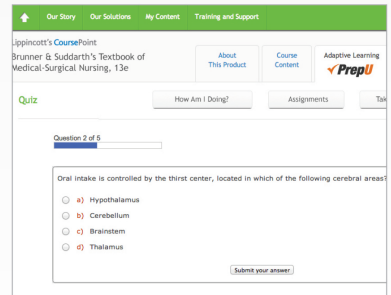 Our Story Our Solutions My Content Training and Support
Lippincott's CoursePoint
Brunner & Suddarth's Textbook of
Medical-Surgical Nursing, 13e
About
This Product
Course
Content
Adaptive Learning
PrepU
Quiz
How Am I Doing?
Assignments
Tak
Question 2 of 5
Oral intake is controlled by the thirst center, located in which of the following cerebral areas?
a) Hypothalamus
b) Cerebellum
c) Brainstem
d) Thalamus
Submit your answer